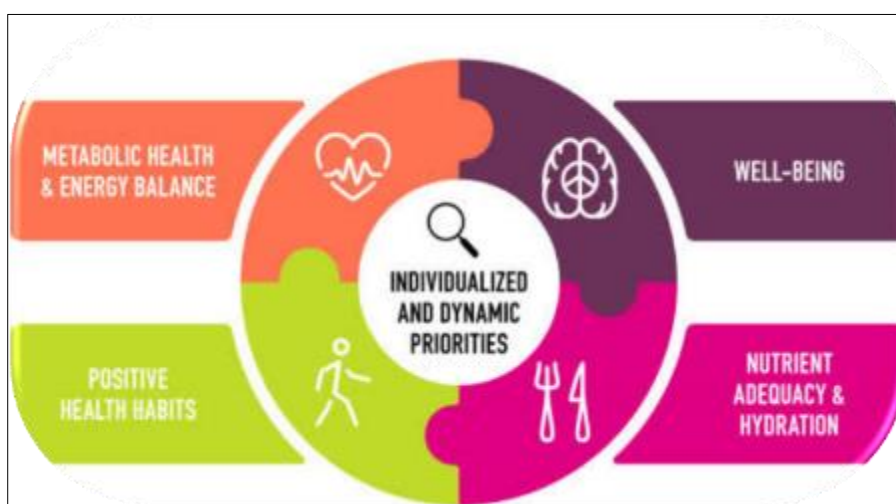 METABOLIC HEALTH
& ENERGY BALANCE
WELL-BEING
INDIVIDUALIZED
AND DYNAMIC
PRIORITIES
POSITIVE
HEALTH HABITS
NUTRIENT
ADEQUACY &
HYDRATION